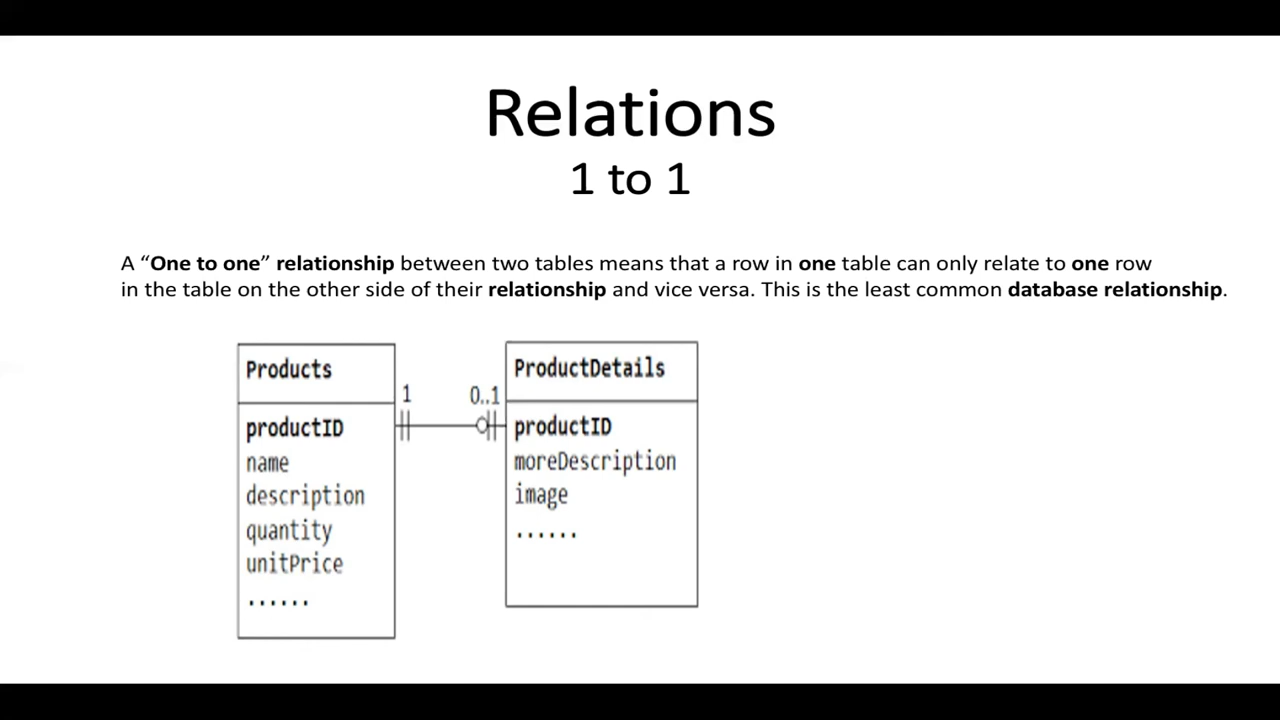 Relations
1 to 1
A “One to one” relationship between two tables means that a row in one table can only relate to one row
in the table on the other side of their relationship and vice versa. This is the least common database relationship.
Products
productID
name
description
quantity
unitPrice
......
1
0..1
ProductDetails
productID
moreDescription
image
......